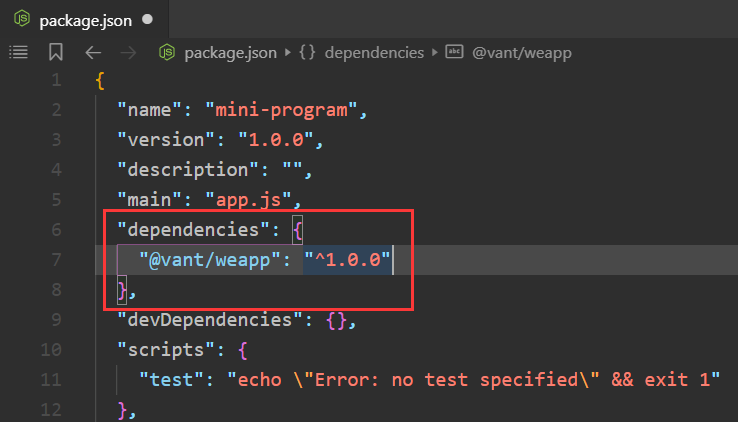 package.json
package.json > {} dependencies > abc @vant/weapp
1 {
2 "name": "mini-program",
3 "version": "1.0.0",
4 "description": "",
5 "main": "app.js",
6 "dependencies": {
7 "@vant/weapp": "^1.0.0"
8 },
9 "devDependencies": {},
10 "scripts": {
11 "test": "echo \"Error: no test specified\" && exit 1"
12 },